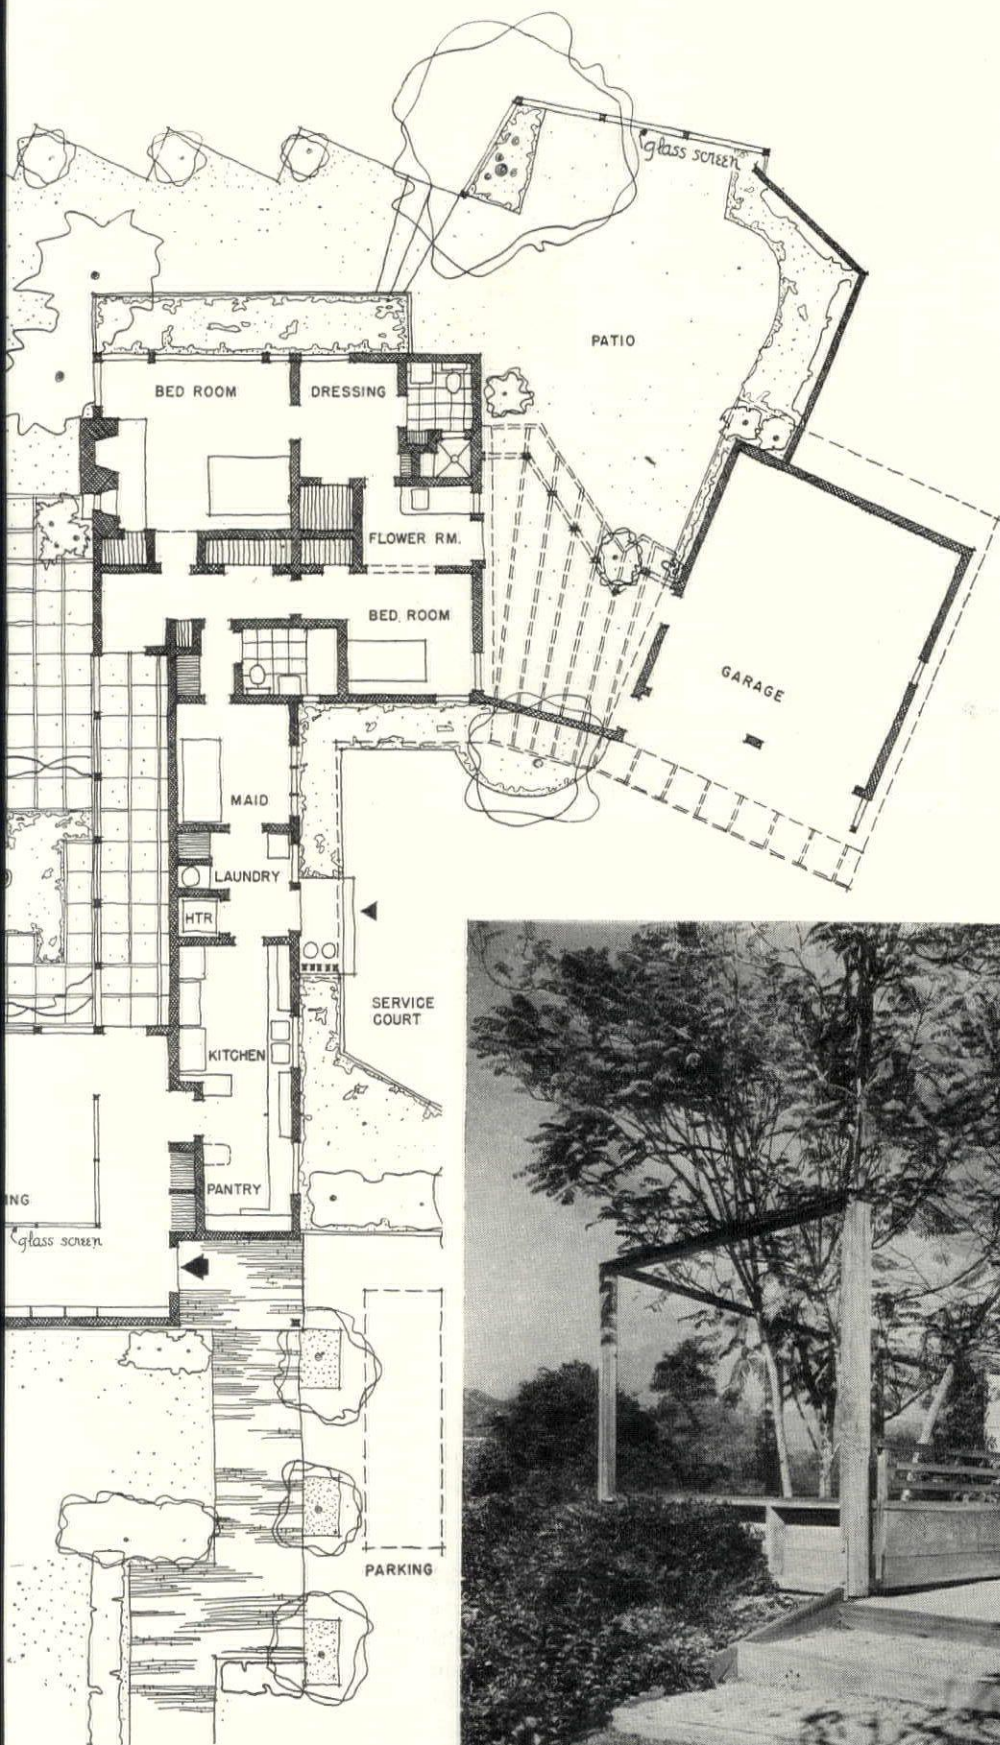 glass screen
PATIO
BED ROOM
DRESSING
FLOWER RM.
BED ROOM
GARAGE
MAID
LAUNDRY
HTR
SERVICE
COURT
KITCHEN
ING
PANTRY
glass screen
PARKING